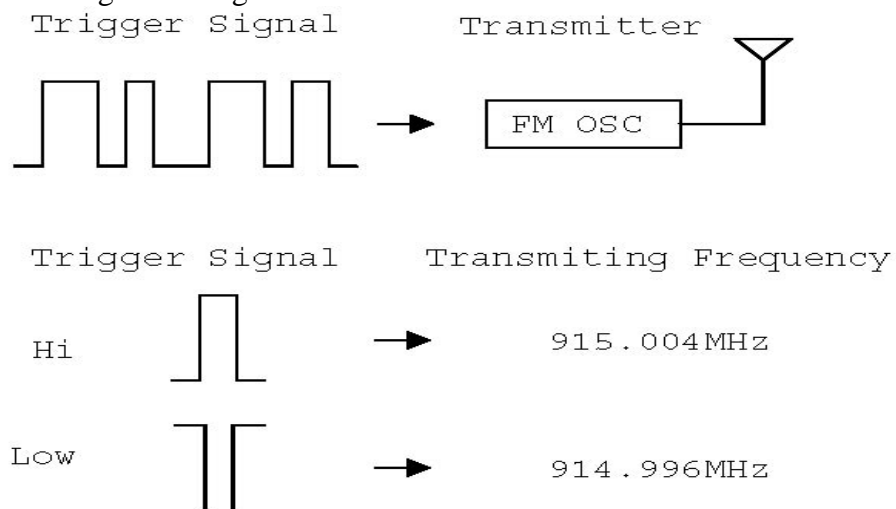 Trigger Signal Transmitter
FM OSC
Trigger Signal Transmiting Frequency
Hi 915.004MHz
Low 914.996MHz